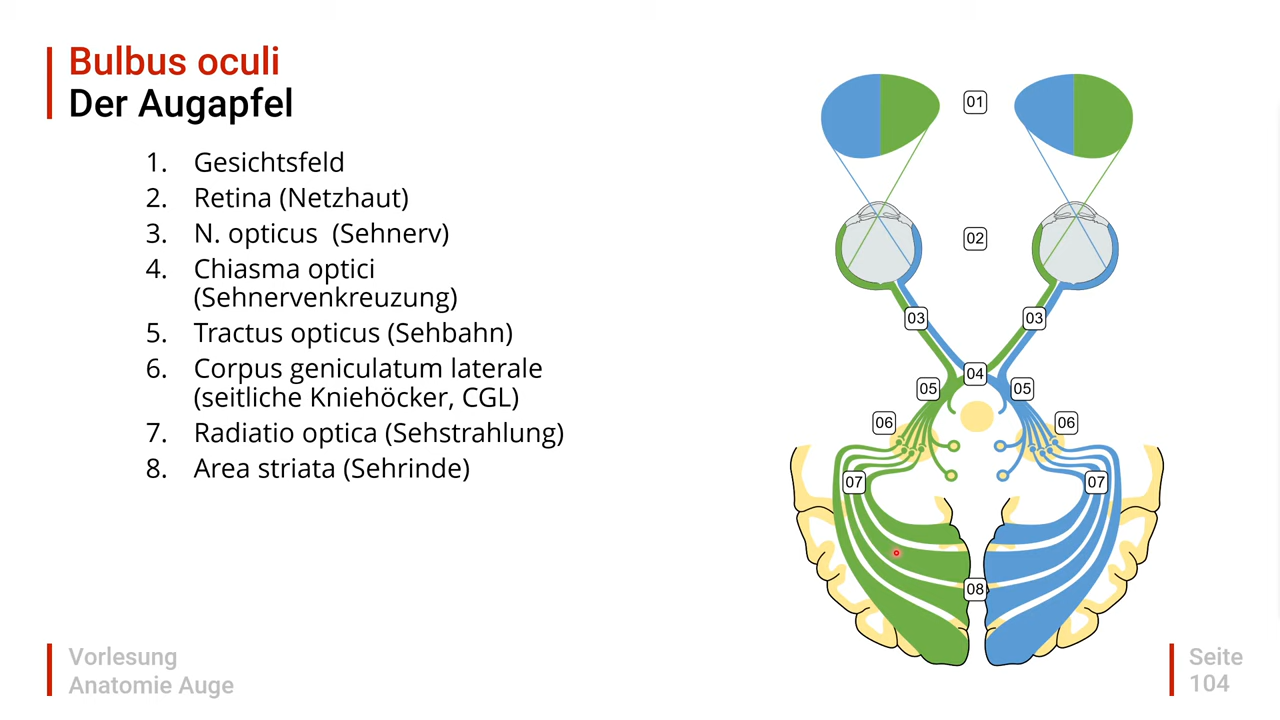 Bulbus oculi
Der Augapfel
1. Gesichtsfeld
2. Retina (Netzhaut)
3. N. opticus (Sehnerv)
4. Chiasma optici
(Sehnervenkreuzung)
5. Tractus opticus (Sehbahn)
6. Corpus geniculatum laterale
(seitliche Kniehöcker, CGL)
7. Radiatio optica (Sehstrahlung)
8. Area striata (Sehrinde)
01
02
03 03
04
05 05
06 06
07 07
08
Vorlesung
Anatomie Auge
Seite
104